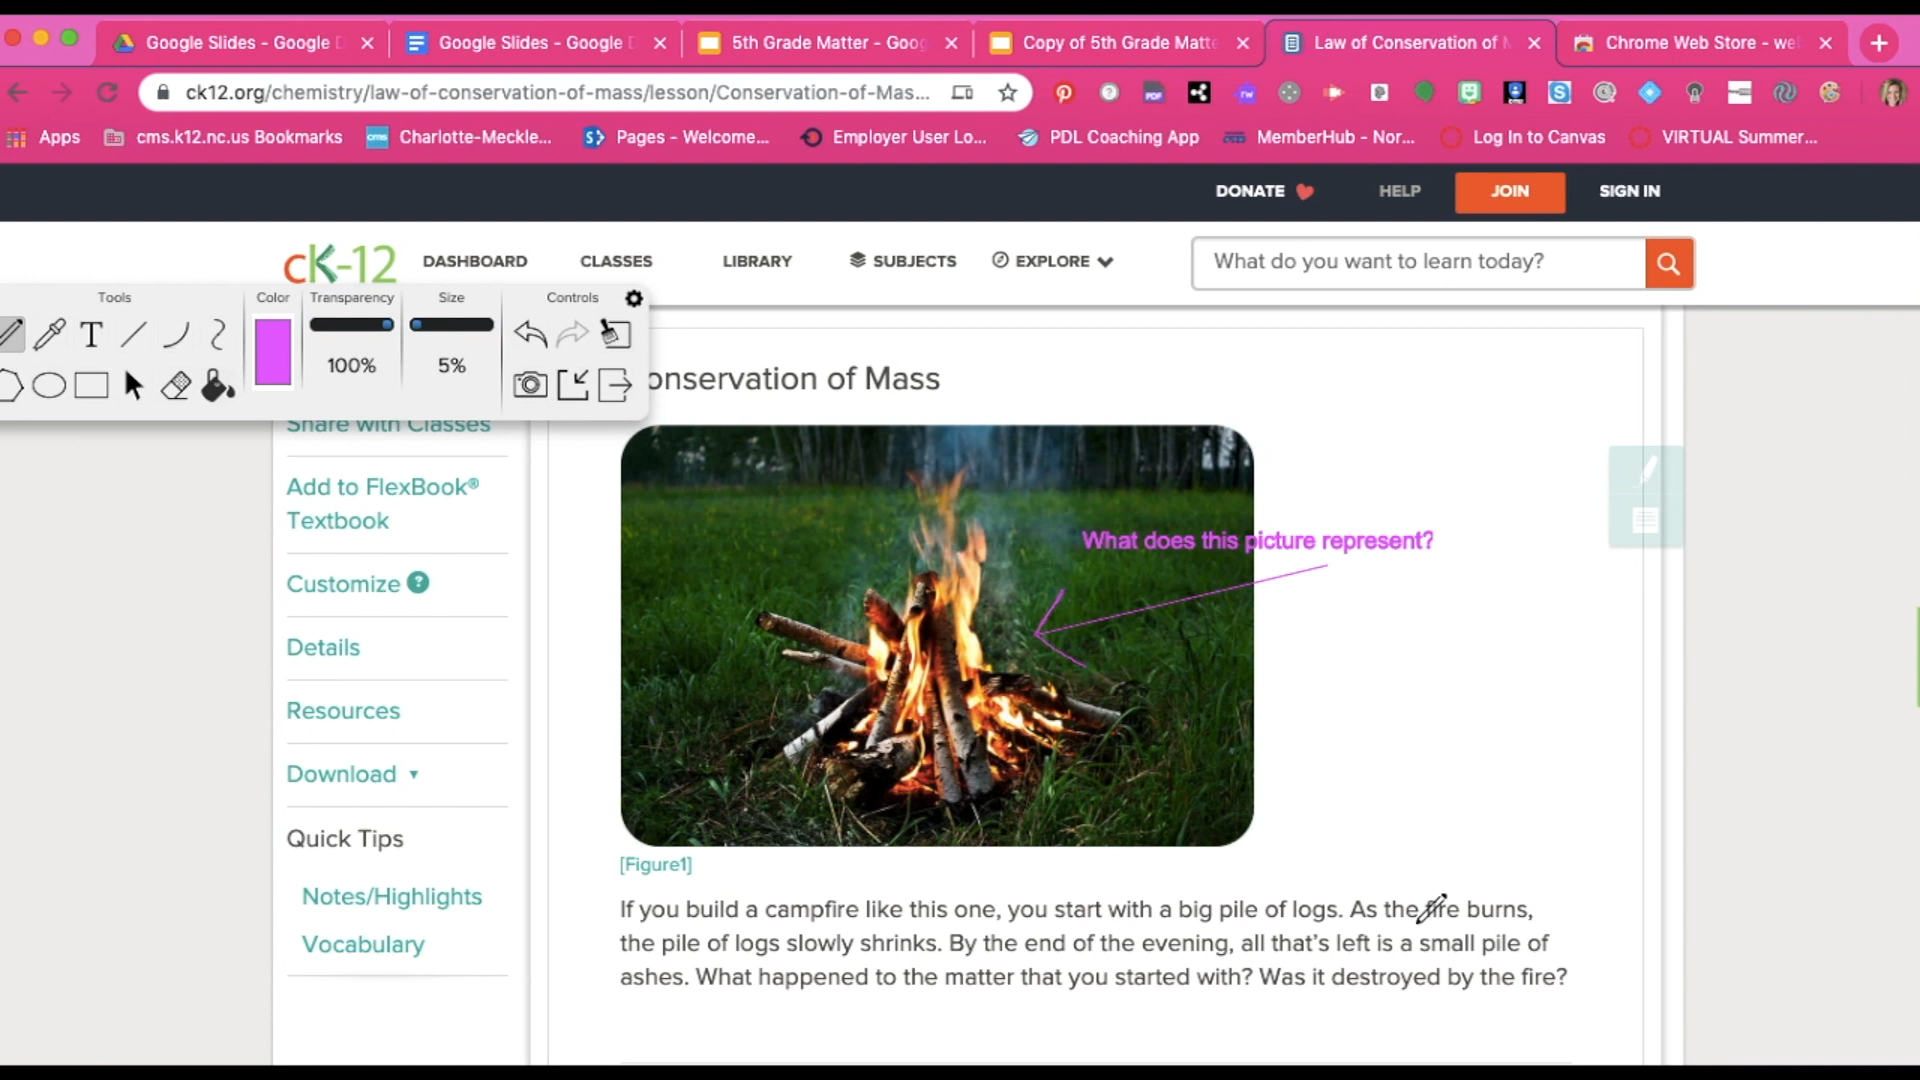 Google Slides - Google
Google Slides - Google
5th Grade Matter - Goog
Copy of 5th Grade Matte
Law of Conservation of
Chrome Web Store - we
ck12.org/chemistry/law-of-conservation-of-mass/lesson/Conservation-of-Mas...
Apps
cms.k12.nc.us Bookmarks
Charlotte-Meckle...
Pages - Welcome...
Employer User Lo...
PDL Coaching App
MemberHub - Nor...
Log In to Canvas
VIRTUAL Summer...
DONATE
HELP
JOIN
SIGN IN
cK-12
DASHBOARD
CLASSES
LIBRARY
SUBJECTS
EXPLORE
What do you want to learn today?
Tools
Color
Transparency
Size
Controls
T
100%
5%
onservation of Mass
Share with Classes
Add to FlexBook®
Textbook
Customize ?
Details
Resources
Download
Quick Tips
Notes/Highlights
Vocabulary
What does this picture represent?
[Figure1]
If you build a campfire like this one, you start with a big pile of logs. As the fire burns,
the pile of logs slowly shrinks. By the end of the evening, all that's left is a small pile of
ashes. What happened to the matter that you started with? Was it destroyed by the fire?